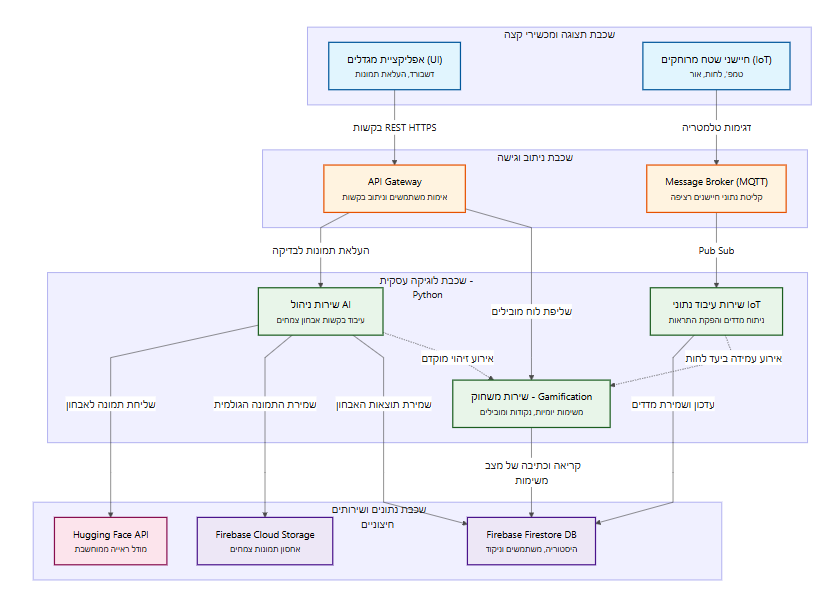 שכבת תצוגה ומכשירי קצה
אפליקציית מגדלים (UI)
דשבורד, העלאת תמונות
חיישני שטח מרוחקים (IoT)
טמפ', לחות, אור
בקשות REST HTTPS
דגימות טלמטריה
שכבת ניתוב וגישה
API Gateway
אימות משתמשים וניתוב בקשות
Message Broker (MQTT)
קליטת נתוני חיישנים רציפה
העלאת תמונות לבדיקה
Pub Sub
שכבת לוגיקה עסקית -
Python
שירות ניהול AI
עיבוד בקשות אבחון צמחים
שליפת לוח מובילים
שירות עיבוד נתוני IoT
ניתוח מדדים והפקת התראות
אירוע זיהוי מוקדם
אירוע עמידה ביעד לחות
שירות משחוק - Gamification
משימות יומיות, נקודות ומובילים
שליחת תמונה לאבחון
שמירת התמונה הגולמית
שמירת תוצאות האבחון
עדכון ושמירת מדדים
קריאה וכתיבה של מצב
משימות
שכבת נתונים ושירותים
חיצוניים
Hugging Face API
מודל ראייה ממוחשבת
Firebase Cloud Storage
אחסון תמונות צמחים
Firebase Firestore DB
היסטוריה, משתמשים וניקוד